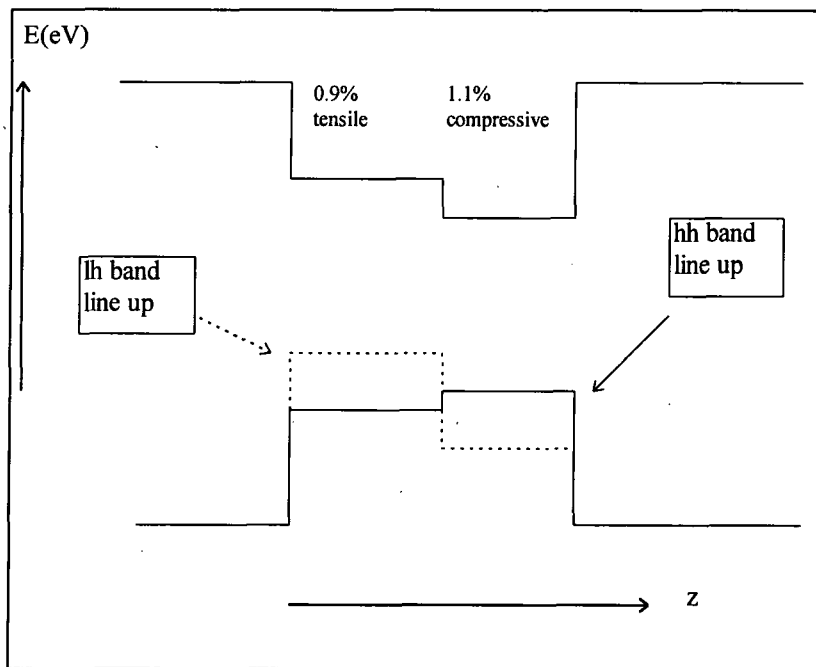 E(eV)
0.9%
tensile
1.1%
compressive
lh band
line up
hh band
line up
z